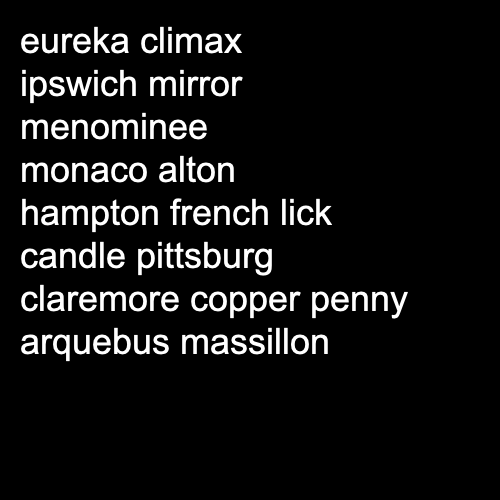 eureka climax
ipswich mirror
menominee
monaco alton
hampton french lick
candle pittsburg
claremore copper penny
arquebus massillon